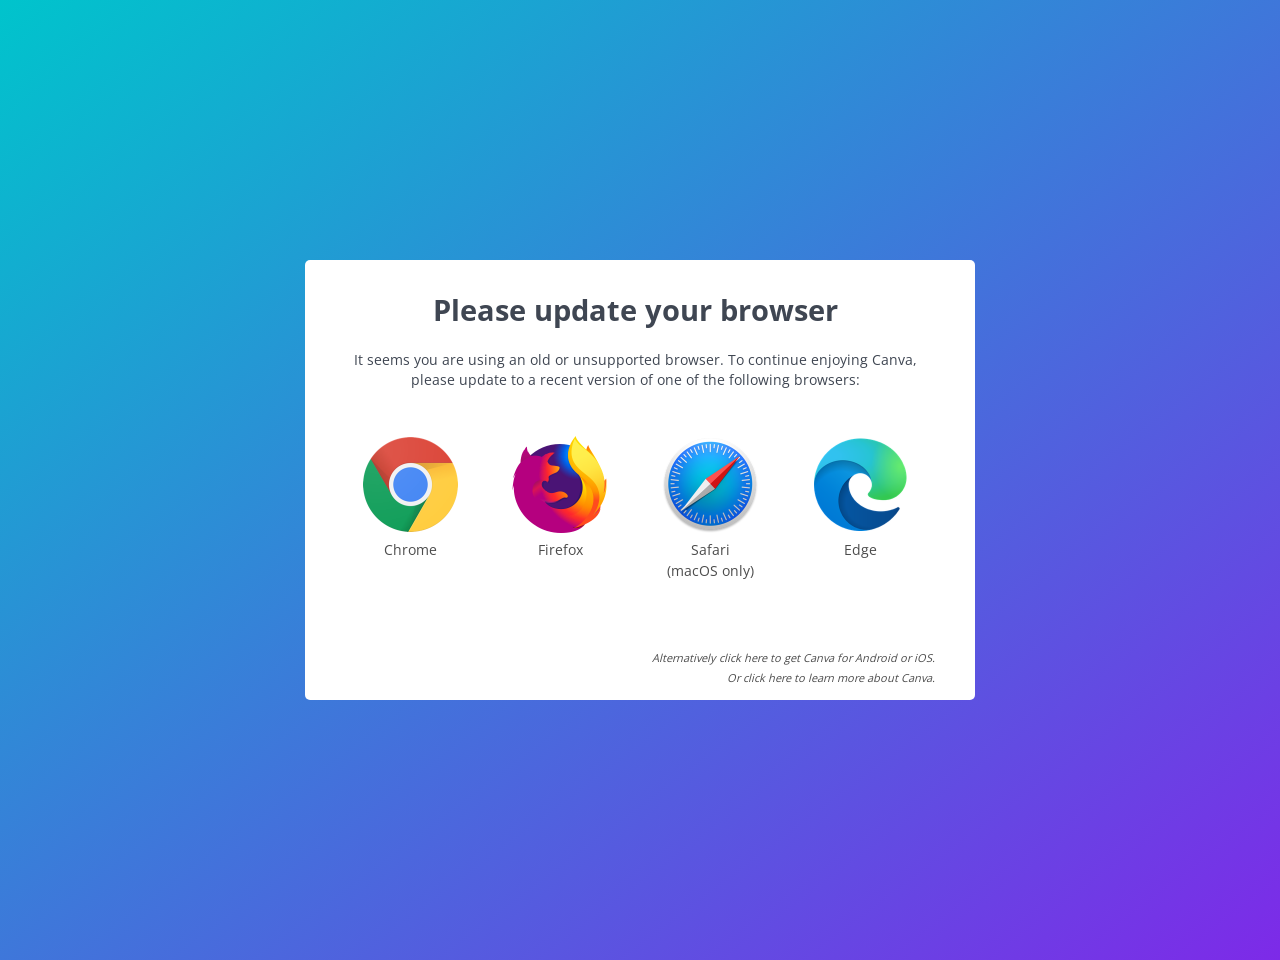 Please update your browser
It seems you are using an old or unsupported browser. To continue enjoying Canva,
please update to a recent version of one of the following browsers:
Chrome
Firefox
Safari
(macOS only)
Edge
Alternatively click here to get Canva for Android or iOS.
Or click here to learn more about Canva.